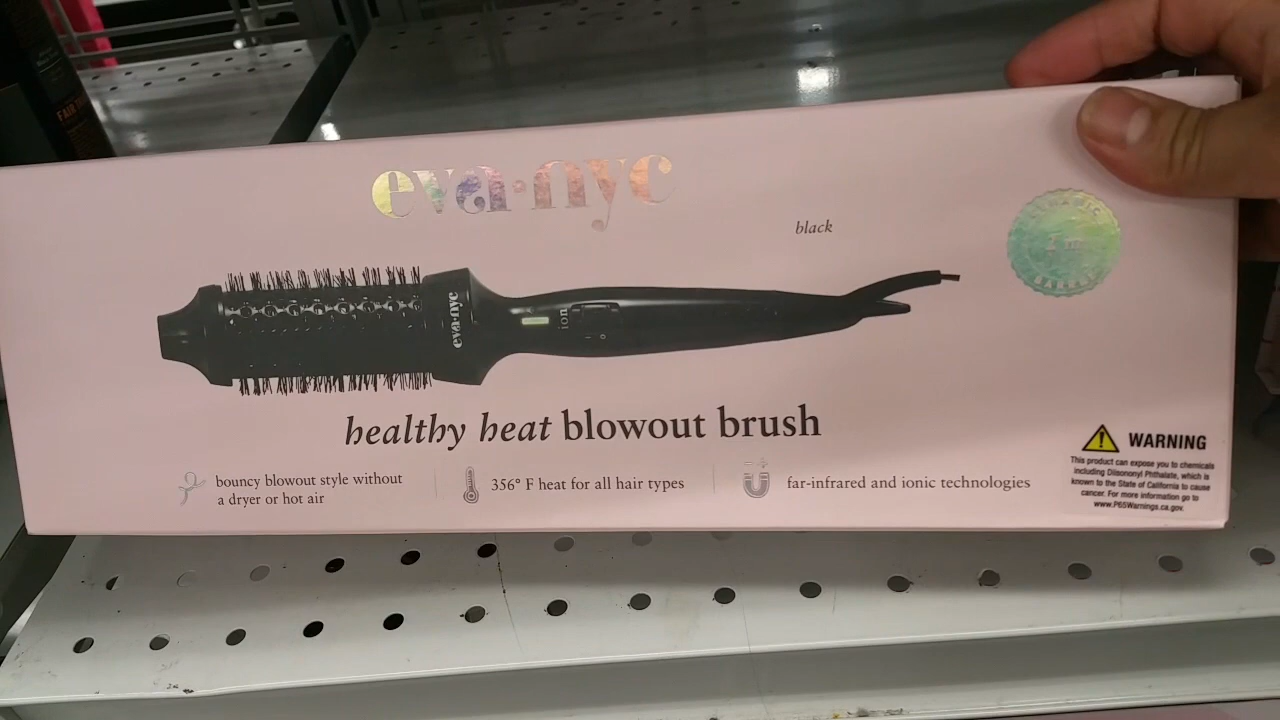 FAIR
eva·nyc
black
eva·nyc
ion
healthy heat blowout brush
bouncy blowout style without
a dryer or hot air
356° F heat for all hair types
far-infrared and ionic technologies
WARNING
This product can expose you to chemicals
including Diisononyl Phthalate, which is
known to the State of California to cause
cancer. For more information go to
www.P65Warnings.ca.gov.